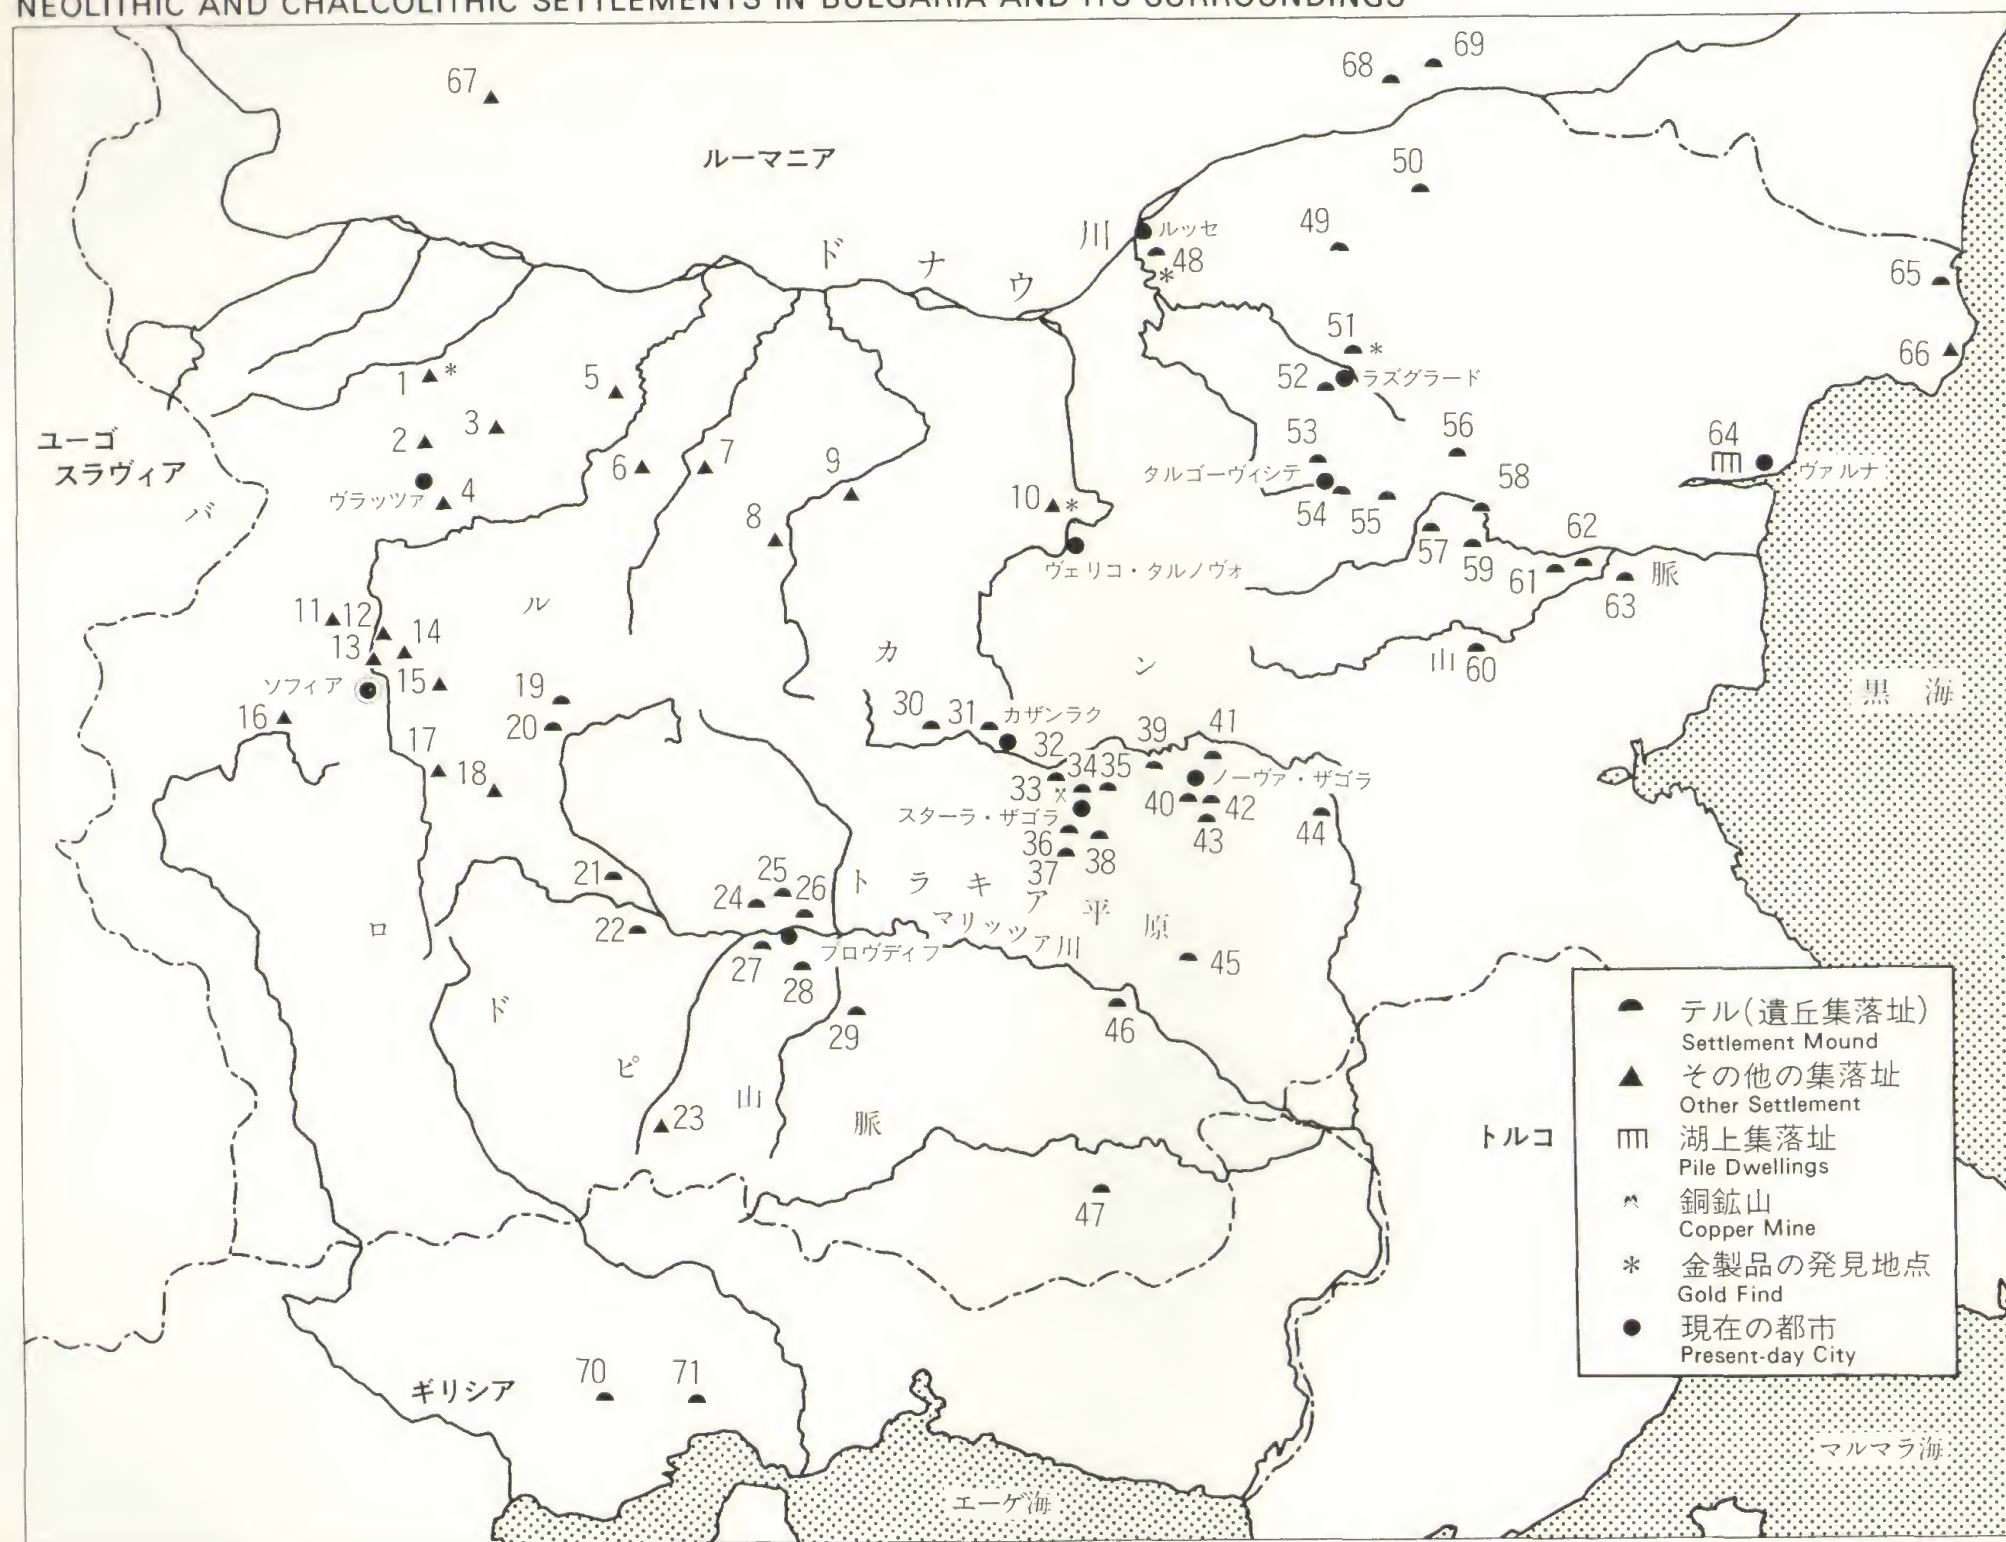 NEOLITHIC AND CHALCOLITHIC SETTLEMENTS IN BULGARIA AND ITS SURROUNDINGS
67
68
69
ルーマニア
50
ドナウ川
ルッセ
48
*
49
65
66
51
*
52
ラズグラード
1
*
5
2
3
ユーゴ
スラヴィア
ヴラッツァ
4
6
7
9
8
10
*
ヴェリコ・タルノヴォ
53
タルゴーヴィシテ
54
55
56
58
57
59
61
62
63
64
ヴァルナ
バルカン山脈
60
11
12
13
14
15
ソフィア
16
17
18
19
20
30
31
カザンラク
32
33
34
35
39
41
ノーヴァ・ザゴラ
40
42
43
44
スターラ・ザゴラ
36
37
38
黒海
21
22
24
25
26
トラキア平原
マリッツァ川
プロヴディフ
27
28
29
45
46
ロドピ山脈
23
47
トルコ
ギリシア
70
71
エーゲ海
マルマラ海
テル(遺丘集落址)
Settlement Mound
その他の集落址
Other Settlement
湖上集落址
Pile Dwellings
銅鉱山
Copper Mine
* 金製品の発見地点
Gold Find
現在の都市
Present-day City